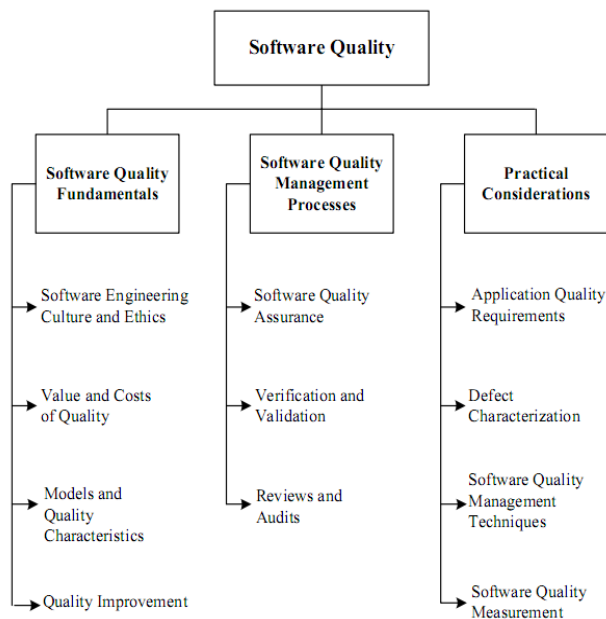 Software Quality
Software Quality
Fundamentals
Software Engineering
Culture and Ethics
Value and Costs
of Quality
Models and
Quality
Characteristics
Quality Improvement
Software Quality
Management
Processes
Software Quality
Assurance
Verification and
Validation
Reviews and
Audits
Practical
Considerations
Application Quality
Requirements
Defect
Characterization
Software Quality
Management
Techniques
Software Quality
Measurement